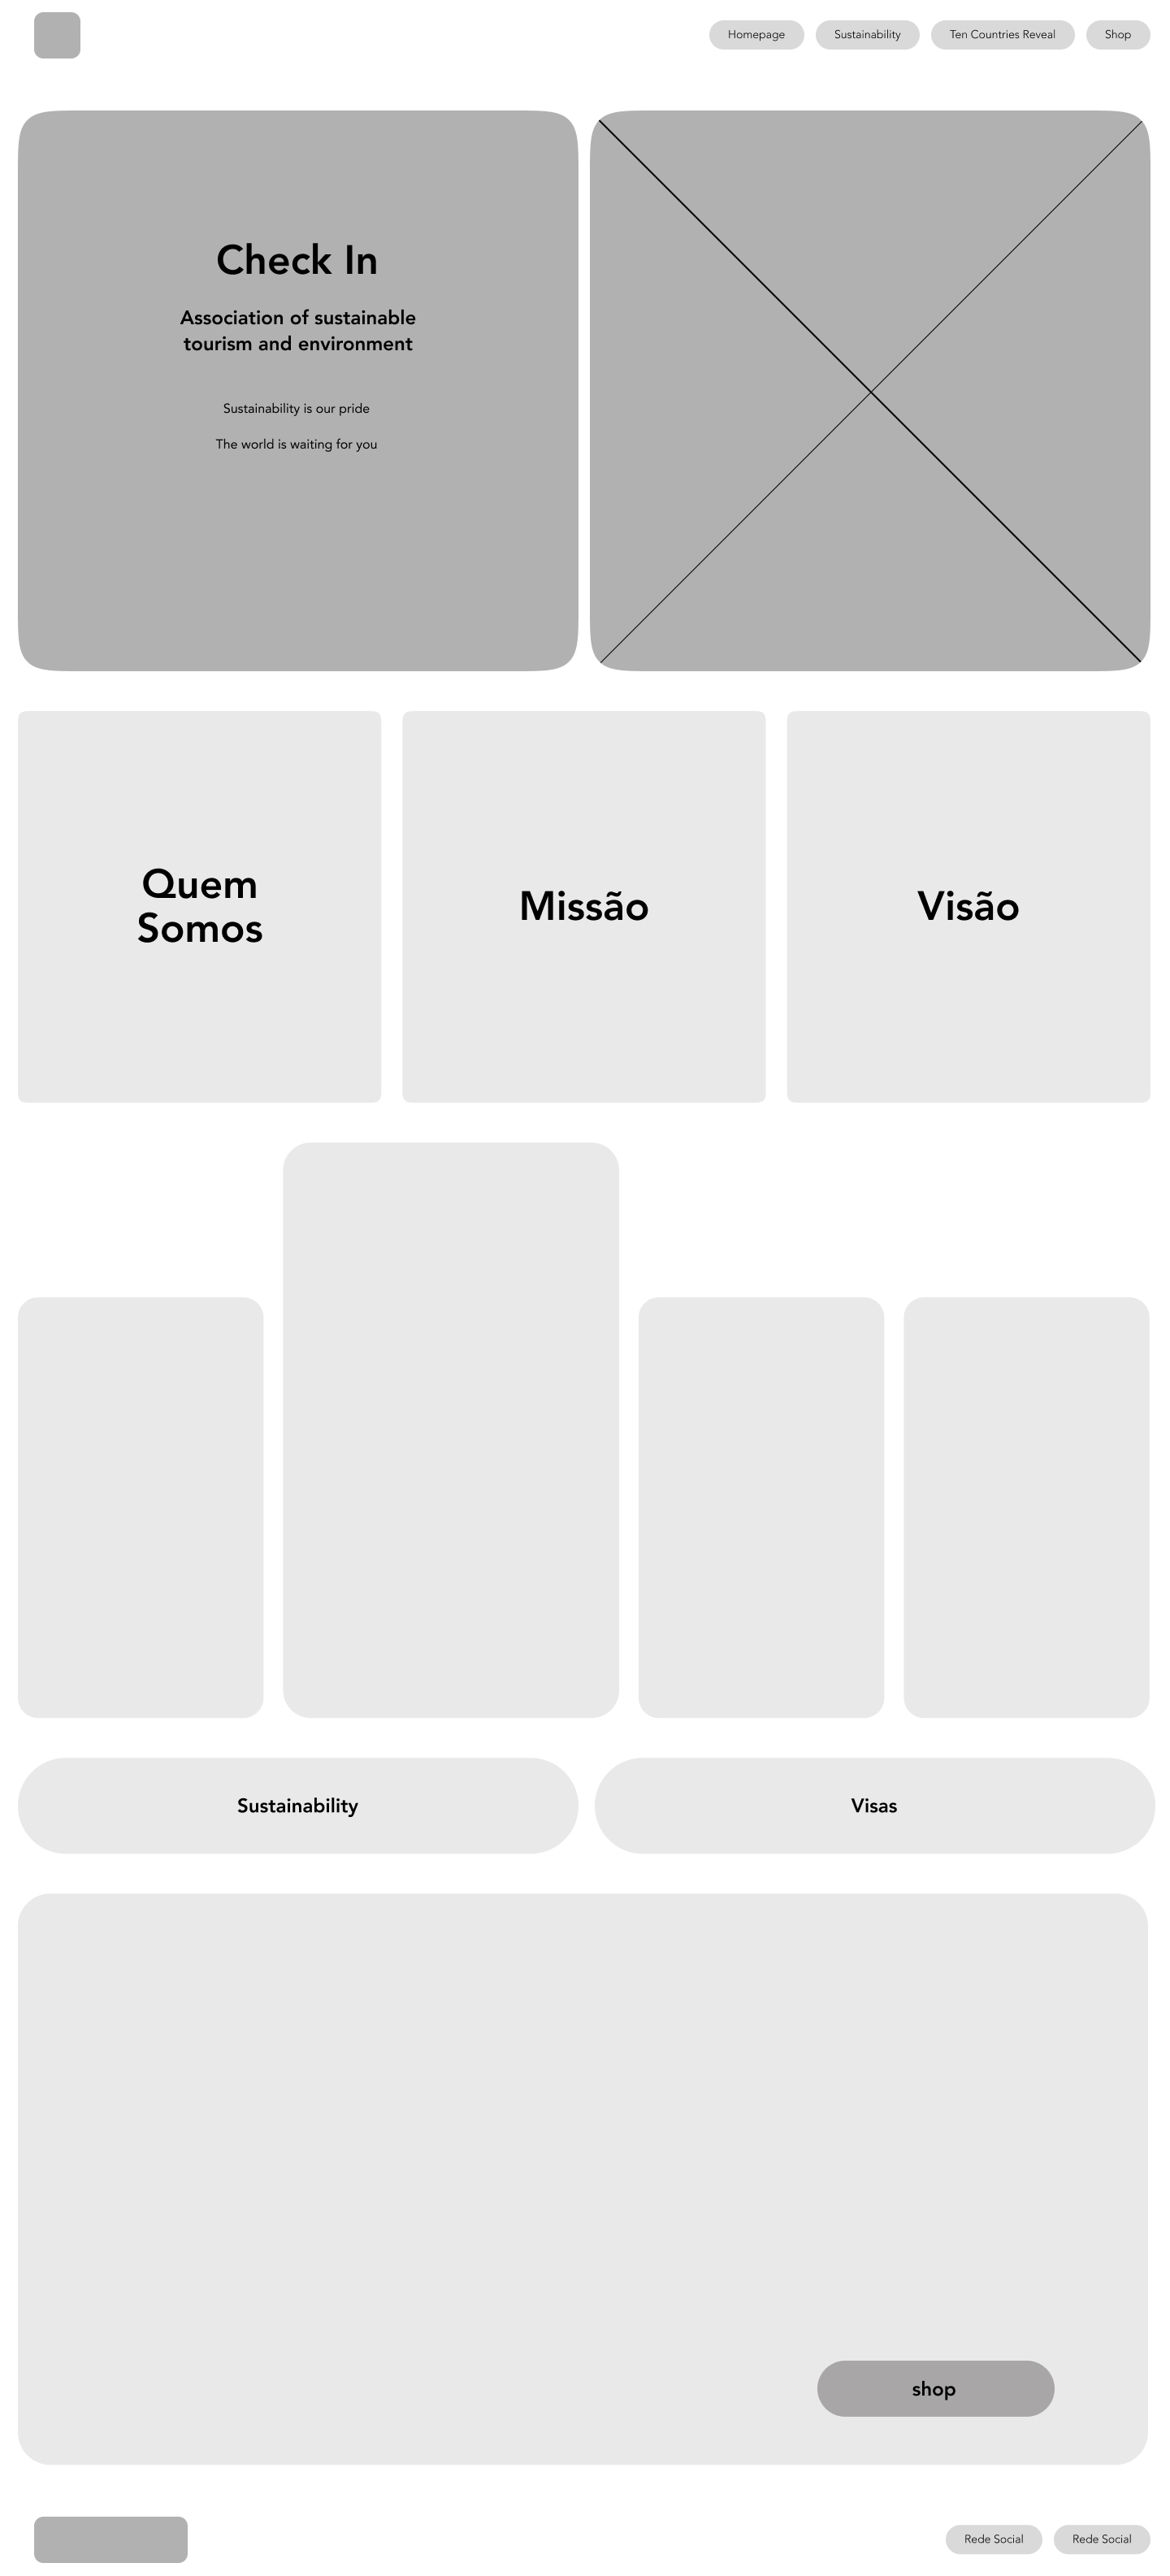 Homepage
Sustainability
Ten Countries Reveal
Shop
Check In
Association of sustainable
tourism and environment
Sustainability is our pride
The world is waiting for you
Quem
Somos
Missão
Visão
Sustainability
Visas
shop
Rede Social
Rede Social